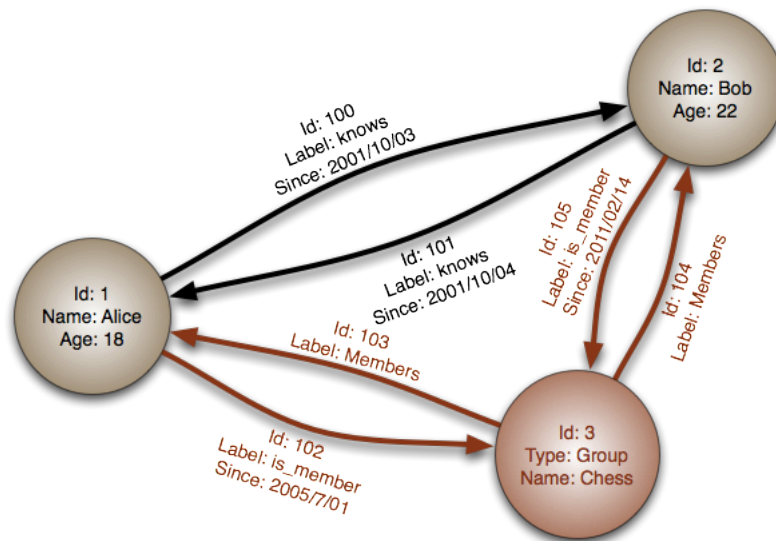 Id: 2
Name: Bob
Age: 22
Id: 100
Label: knows
Since: 2001/10/03
Id: 101
Label: knows
Since: 2001/10/04
Id: 105
Label: is_member
Since: 2011/02/14
Id: 104
Label: Members
Id: 1
Name: Alice
Age: 18
Id: 103
Label: Members
Id: 102
Label: is_member
Since: 2005/7/01
Id: 3
Type: Group
Name: Chess